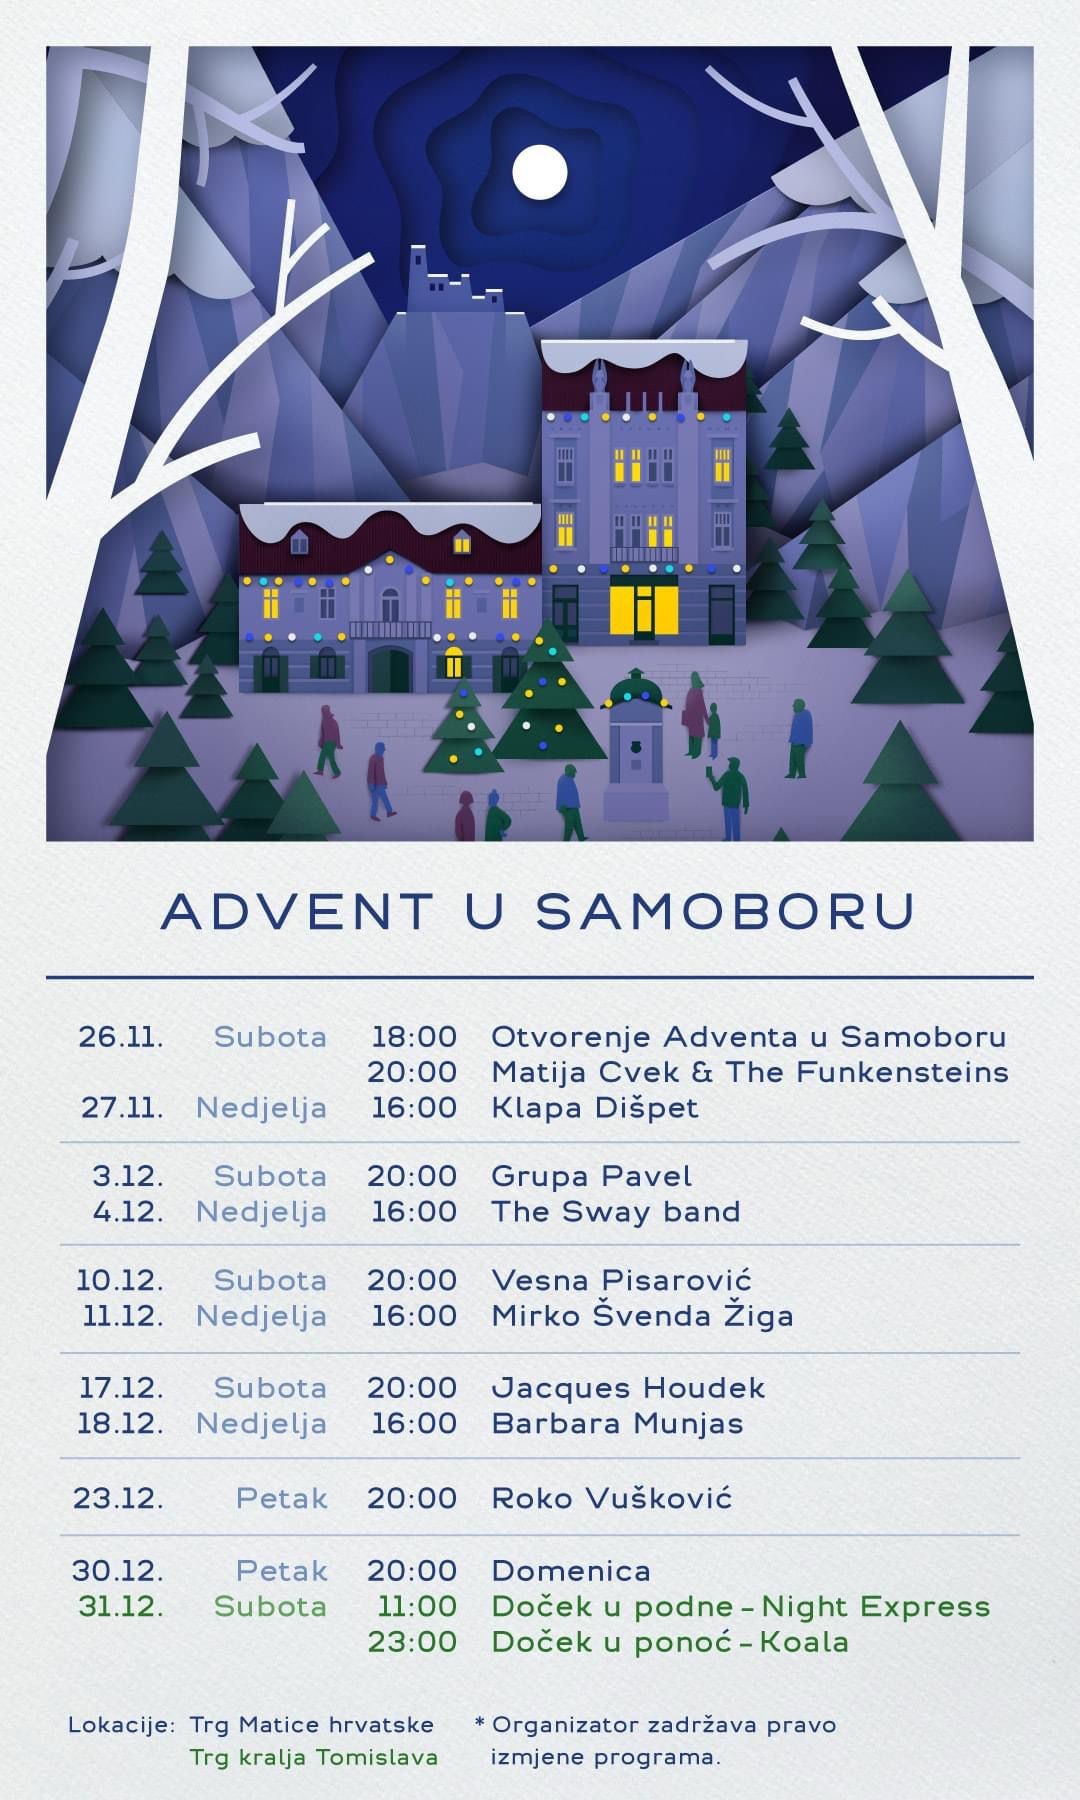 ADVENT U SAMOBORU
26.11. Subota 18:00 Otvorenje Adventa u Samoboru
20:00 Matija Cvek & The Funkensteins
27.11. Nedjelja 16:00 Klapa Dišpet
3.12. Subota 20:00 Grupa Pavel
4.12. Nedjelja 16:00 The Sway band
10.12. Subota 20:00 Vesna Pisarović
11.12. Nedjelja 16:00 Mirko Švenda Žiga
17.12. Subota 20:00 Jacques Houdek
18.12. Nedjelja 16:00 Barbara Munjas
23.12. Petak 20:00 Roko Vušković
30.12. Petak 20:00 Domenica
31.12. Subota 11:00 Doček u podne - Night Express
23:00 Doček u ponoć - Koala
Lokacije: Trg Matice hrvatske
Trg kralja Tomislava
* Organizator zadržava pravo
izmjene programa.